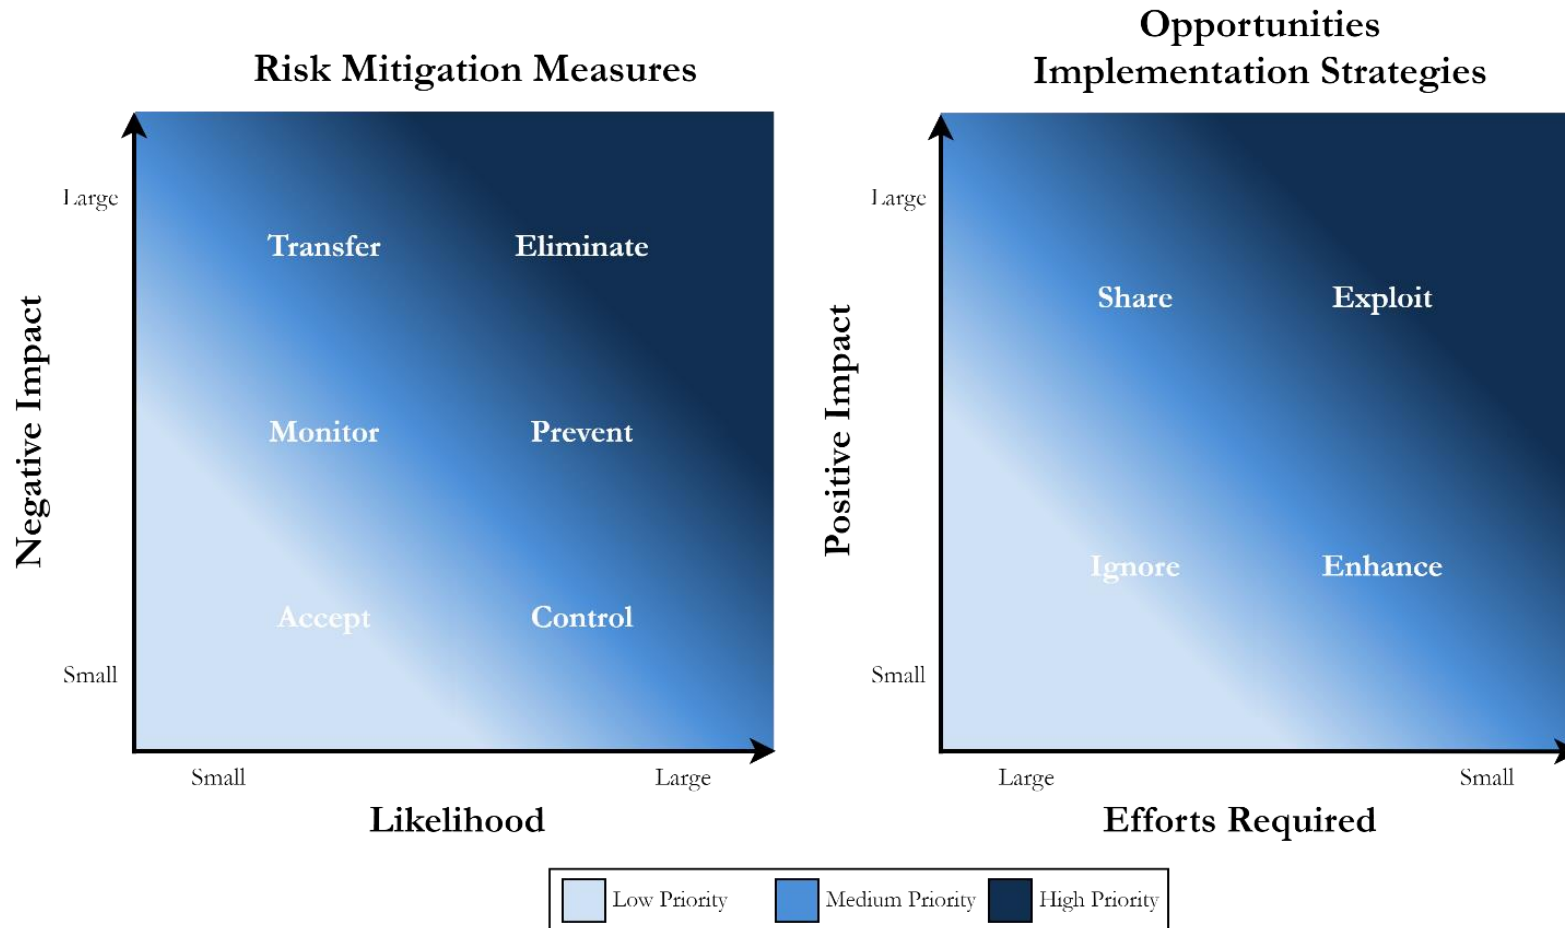 Risk Mitigation Measures
Large
Transfer
Eliminate
Negative Impact
Monitor
Prevent
Accept
Control
Small
Small
Large
Likelihood
Opportunities
Implementation Strategies
Large
Share
Exploit
Positive Impact
Ignore
Enhance
Small
Large
Small
Efforts Required
Low Priority
Medium Priority
High Priority